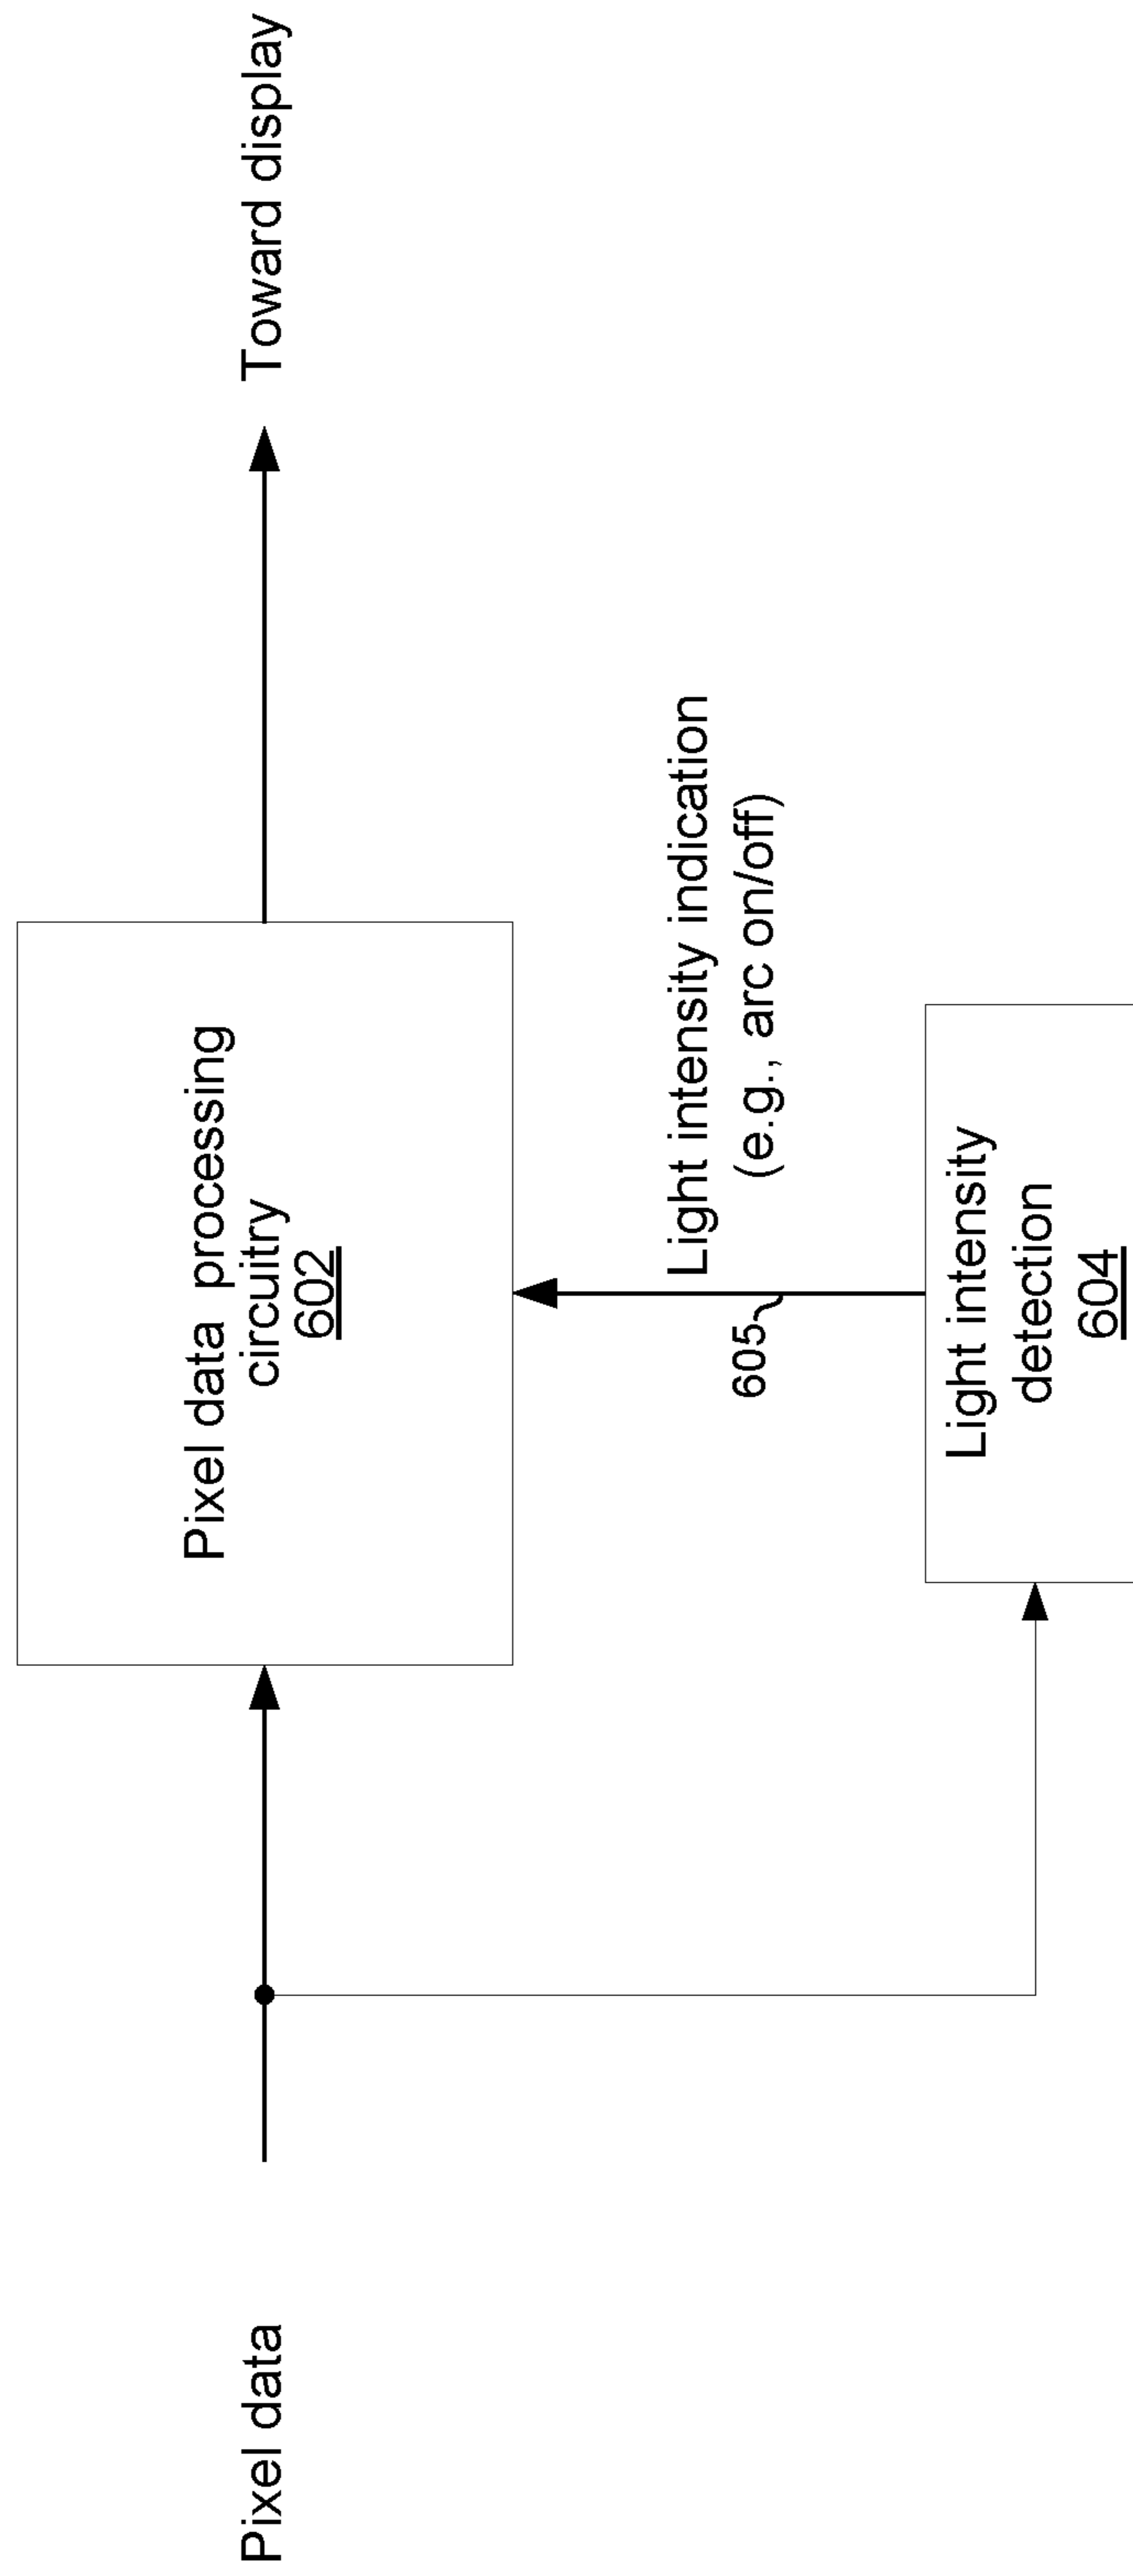 Pixel data
Pixel data processing
circuitry
602
Toward display
605
Light intensity indication
(e.g., arc on/off)
Light intensity
detection
604